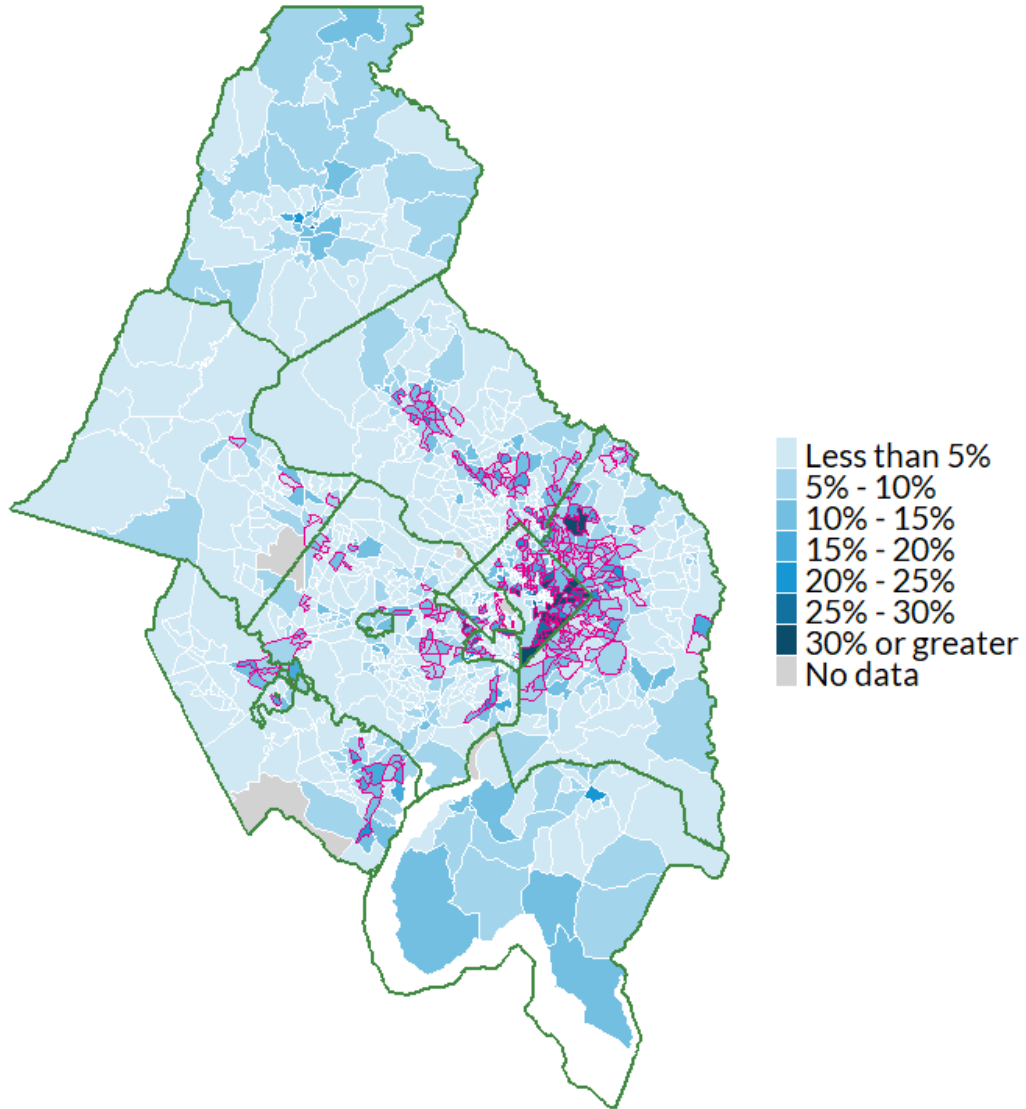 Less than 5%
5% - 10%
10% - 15%
15% - 20%
20% - 25%
25% - 30%
30% or greater
No data